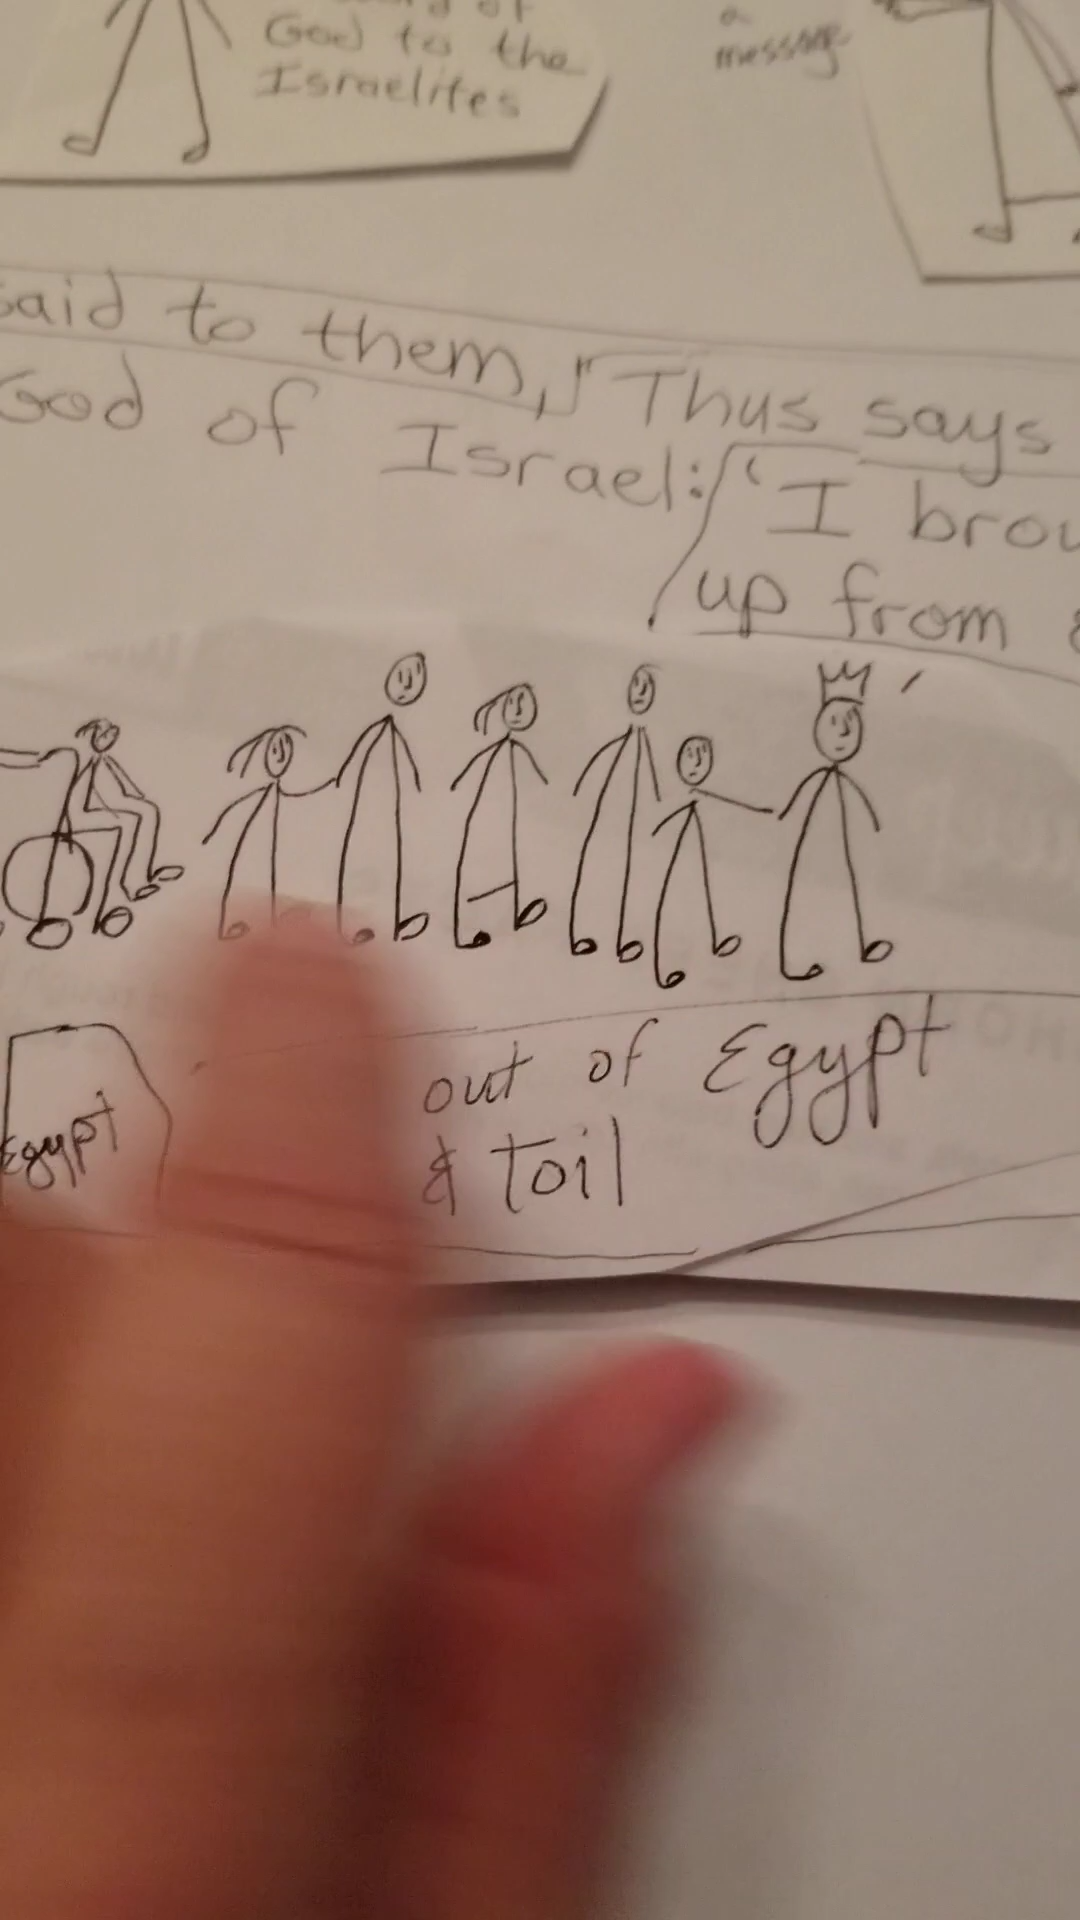 God to the
Israelites
a
message
said to them, "Thus says
God of Israel: 'I
up from
Egypt
out of Egypt
& toil